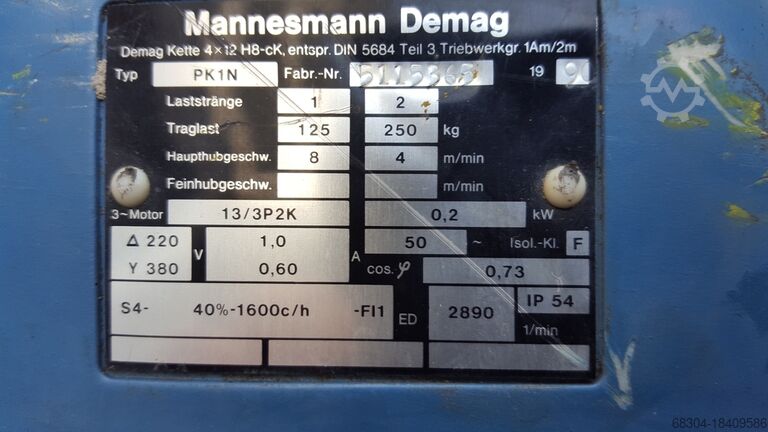 Mannesmann Demag
Demag Kette 4×12 H8-cK, entspr. DIN 5684 Teil 3 Triebwerkgr. 1Am/2m
Typ PK1N Fabr.-Nr. 5115365 19 90
Laststränge 1 2
Traglast 125 250 kg
Haupthubgeschw. 8 4 m/min
Feinhubgeschw. m/min
3~Motor 13/3P2K 0,2 kW
Δ 220 V 1,0 A 50 ~ Isol.-Kl. F
Y 380 0,60 cos φ 0,73
S4- 40%-1600c/h -FI1 ED 2890 IP 54
1/min
68304-18409586